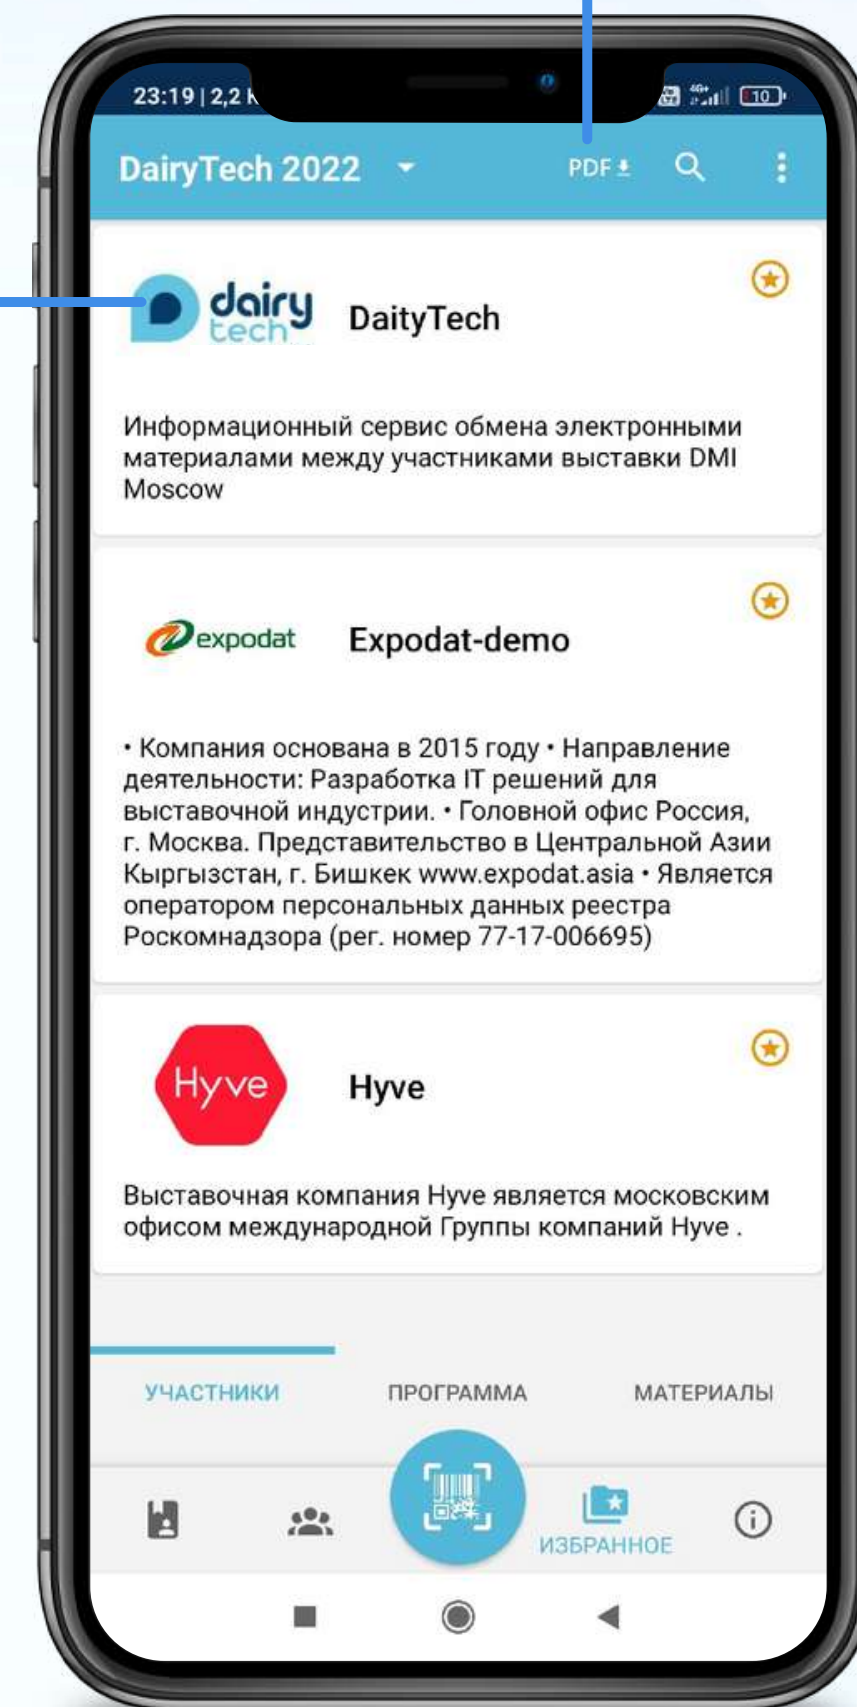 23:19 | 2,2 K
4G+
10
DairyTech 2022
PDF
dairy
tech
DaityTech
Информационный сервис обмена электронными
материалами между участниками выставки DMI
Moscow
expodat
Expodat-demo
• Компания основана в 2015 году • Направление
деятельности: Разработка IT решений для
выставочной индустрии. • Головной офис Россия,
г. Москва. Представительство в Центральной Азии
Кыргызстан, г. Бишкек www.expodat.asia • Является
оператором персональных данных реестра
Роскомнадзора (рег. номер 77-17-006695)
Hyve
Hyve
Выставочная компания Hyve является московским
офисом международной Группы компаний Hyve .
УЧАСТНИКИ
ПРОГРАММА
МАТЕРИАЛЫ
ИЗБРАННОЕ